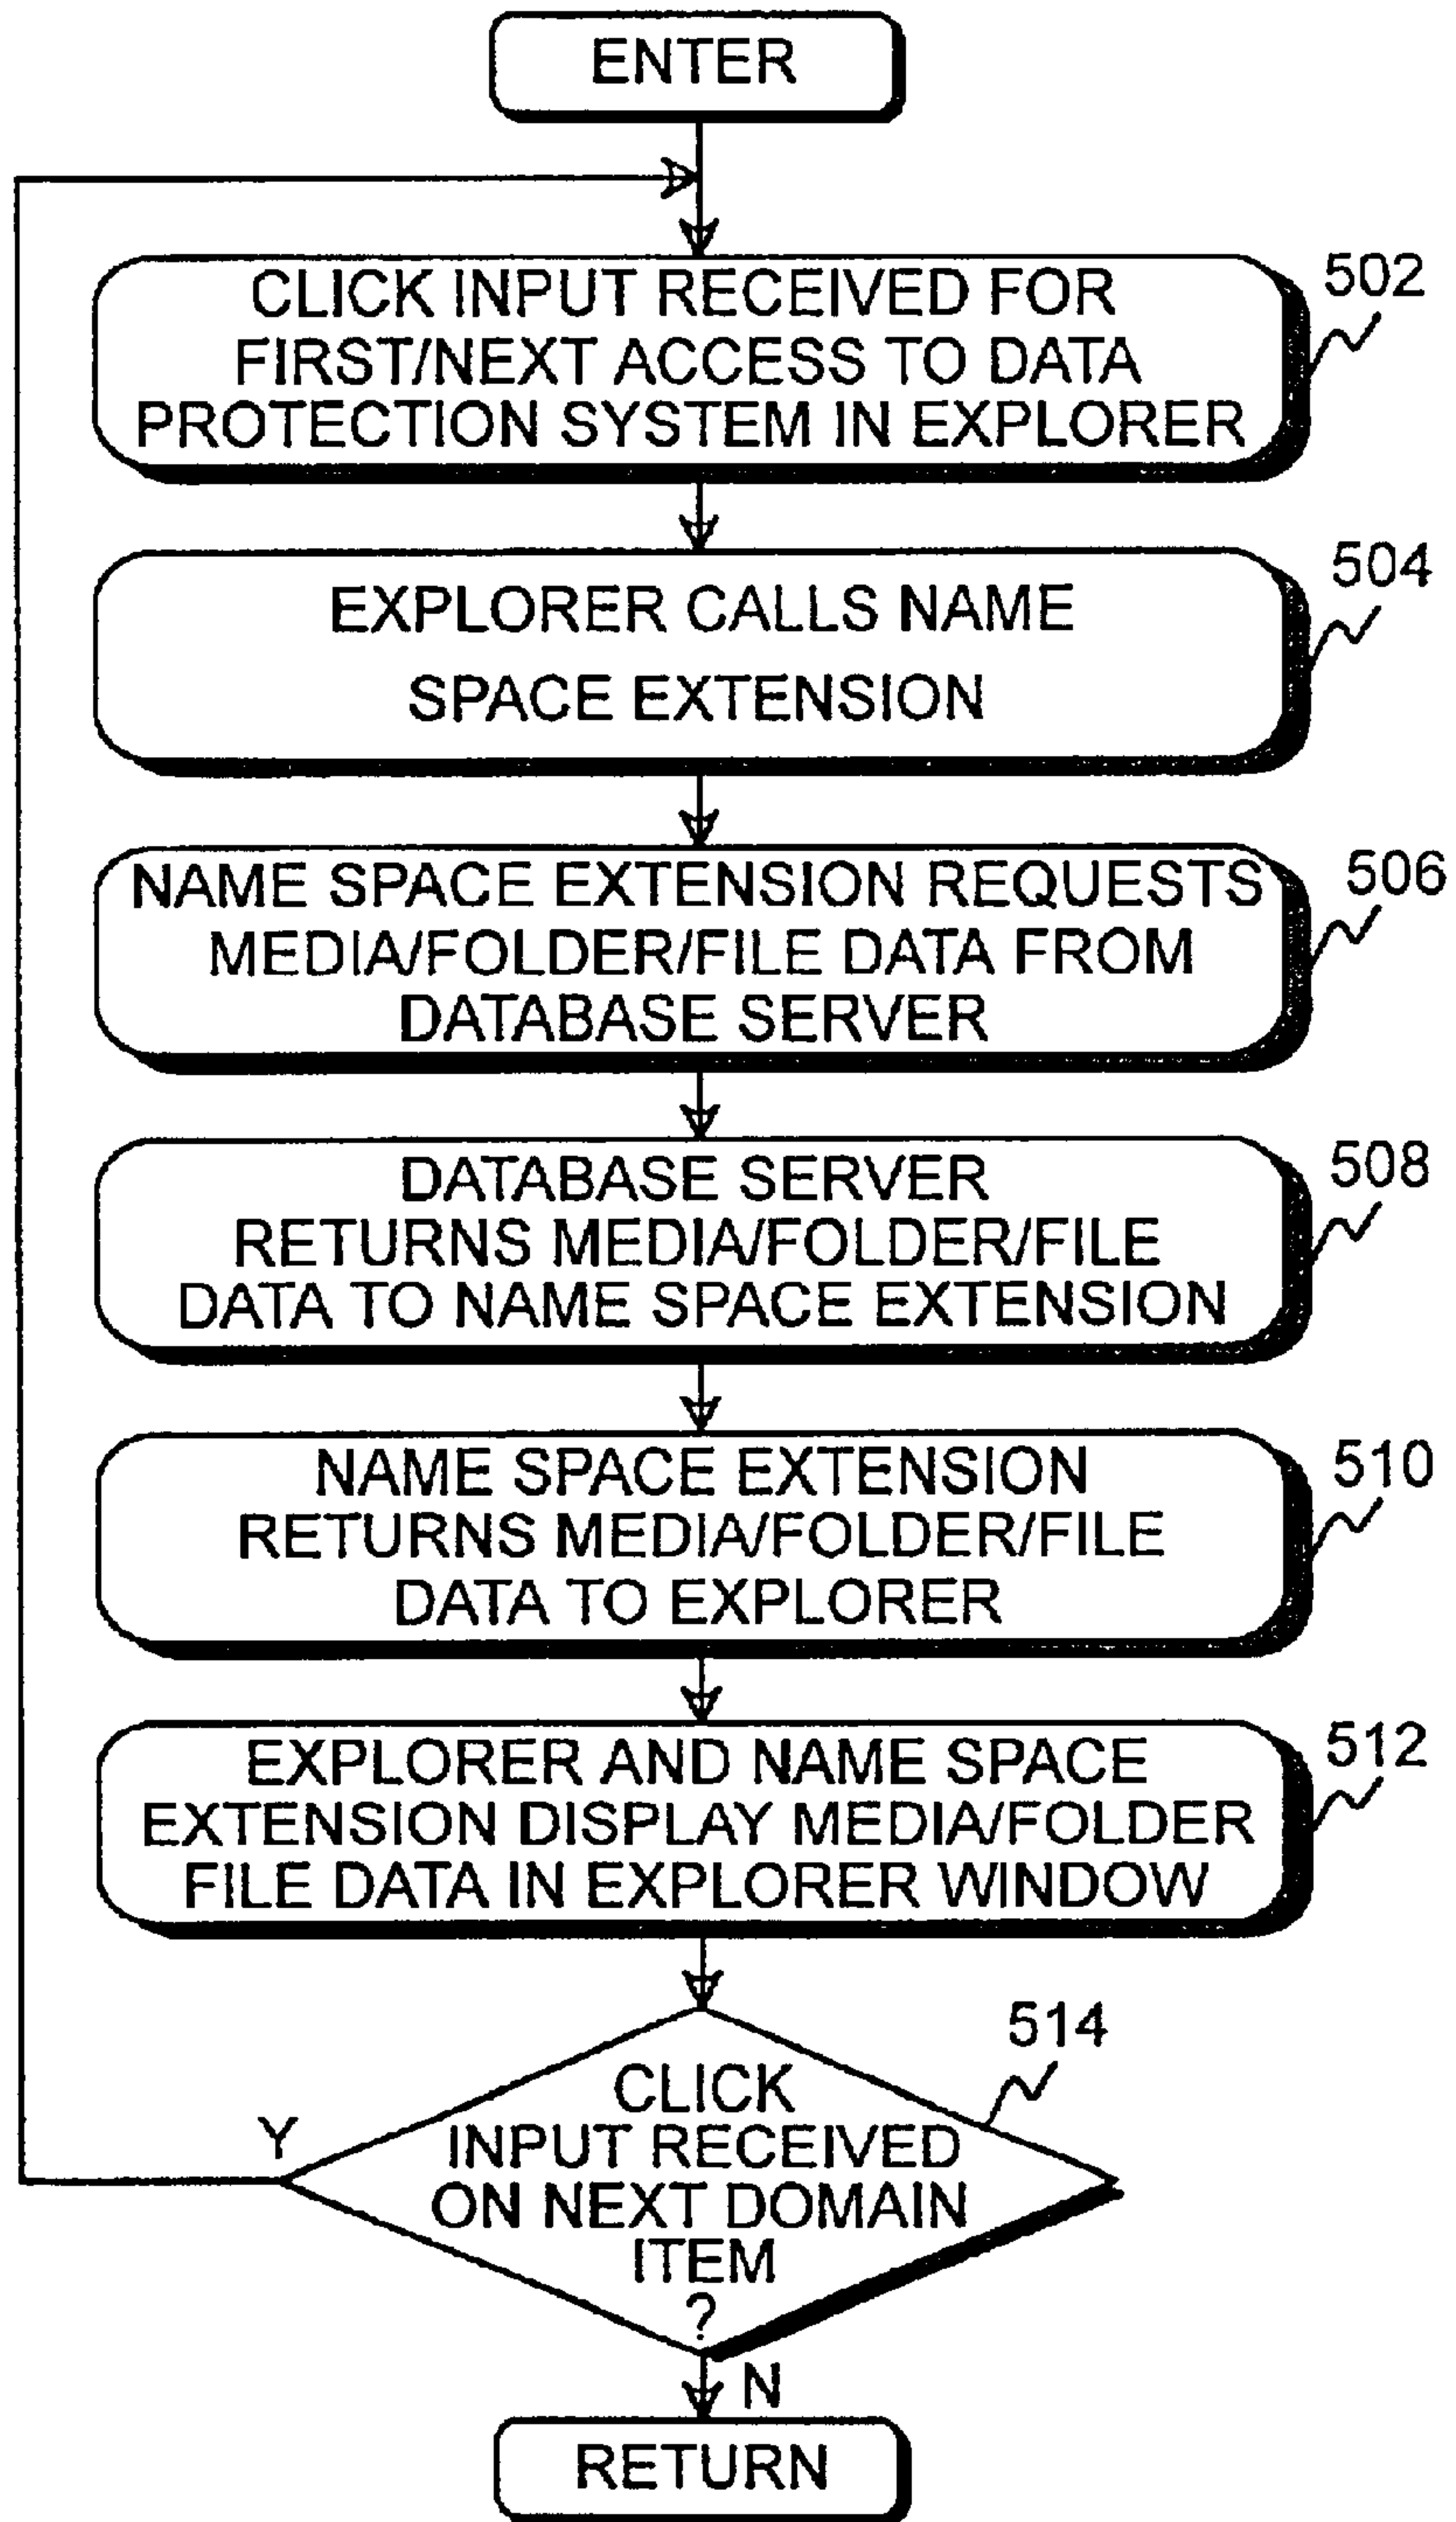 ENTER
CLICK INPUT RECEIVED FOR
FIRST/NEXT ACCESS TO DATA
PROTECTION SYSTEM IN EXPLORER
502
EXPLORER CALLS NAME
SPACE EXTENSION
504
NAME SPACE EXTENSION REQUESTS
MEDIA/FOLDER/FILE DATA FROM
DATABASE SERVER
506
DATABASE SERVER
RETURNS MEDIA/FOLDER/FILE
DATA TO NAME SPACE EXTENSION
508
NAME SPACE EXTENSION
RETURNS MEDIA/FOLDER/FILE
DATA TO EXPLORER
510
EXPLORER AND NAME SPACE
EXTENSION DISPLAY MEDIA/FOLDER
FILE DATA IN EXPLORER WINDOW
512
CLICK
INPUT RECEIVED
ON NEXT DOMAIN
ITEM
?
514
Y
N
RETURN